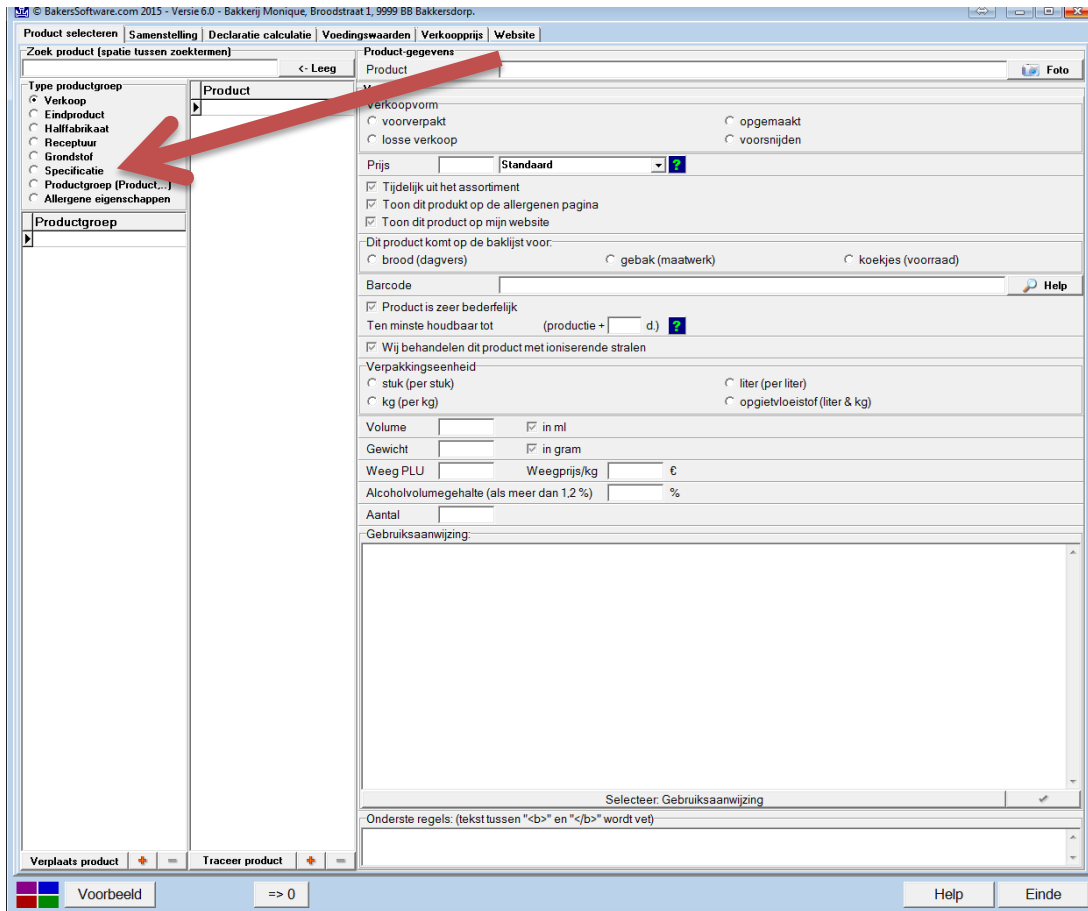 © BakersSoftware.com 2015 - Versie 6.0 - Bakkerij Monique, Broodstraat 1, 9999 BB Bakkersdorp.
Product selecteren Samenstelling Declaratie calculatie Voedingswaarden Verkoopprijs Website
Zoek product (spatie tussen zoektermen)
<- Leeg
Type productgroep
Verkoop
Eindproduct
Halffabrikaat
Receptuur
Grondstof
Specificatie
Productgroep (Product,..)
Allergene eigenschappen
Productgroep
Verplaats product + -
Product
Traceer product + -
Product-gegevens
Product Foto
Verkoopvorm
voorverpakt opgemaakt
losse verkoop voorsnijden
Prijs Standaard ?
Tijdelijk uit het assortiment
Toon dit produkt op de allergenen pagina
Toon dit product op mijn website
Dit product komt op de baklijst voor:
brood (dagvers) gebak (maatwerk) koekjes (voorraad)
Barcode Help
Product is zeer bederfelijk
Ten minste houdbaar tot (productie + d.) ?
Wij behandelen dit product met ioniserende stralen
Verpakkingseenheid
stuk (per stuk) liter (per liter)
kg (per kg) opgietvloeistof (liter & kg)
Volume in ml
Gewicht in gram
Weeg PLU Weegprijs/kg €
Alcoholvolumegehalte (als meer dan 1,2 %) %
Aantal
Gebruiksaanwijzing:
Selecteer: Gebruiksaanwijzing
Onderste regels: (tekst tussen "<b>" en "</b>" wordt vet)
Voorbeeld => 0 Help Einde